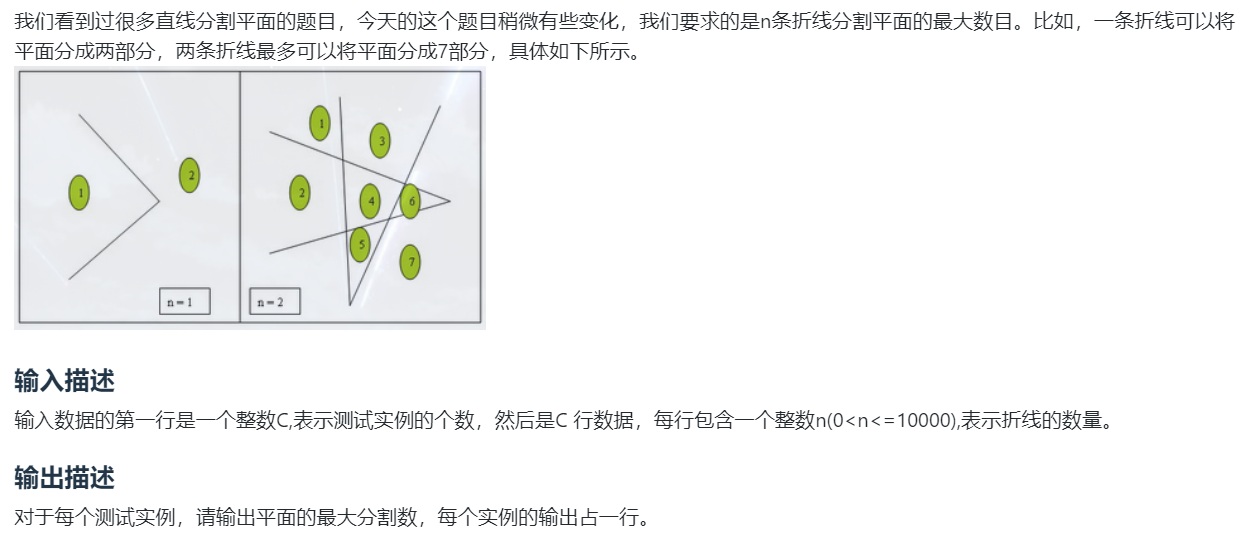 我们看到过很多直线分割平面的题目，今天的这个题目稍微有些变化，我们要求的是n条折线分割平面的最大数目。比如，一条折线可以将
平面分成两部分，两条折线最多可以将平面分成7部分，具体如下所示。
1
2
n = 1
1
3
2
4
6
5
7
n = 2
输入描述
输入数据的第一行是一个整数C,表示测试实例的个数，然后是C 行数据，每行包含一个整数n(0<n<=10000),表示折线的数量。
输出描述
对于每个测试实例，请输出平面的最大分割数，每个实例的输出占一行。